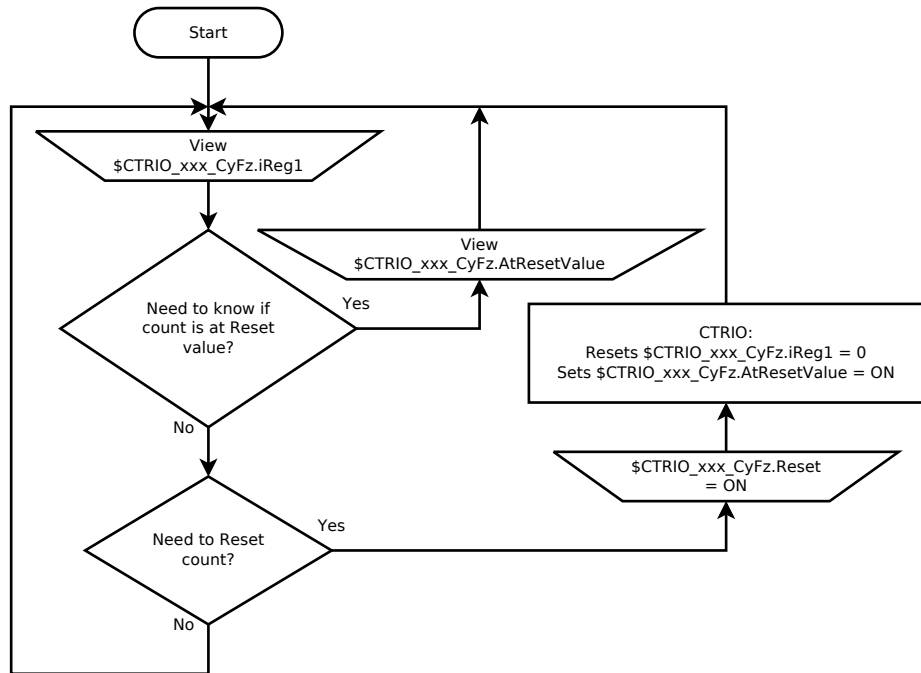 Start
View
$CTRIO_xxx_CyFz.iReg1
View
$CTRIO_xxx_CyFz.AtResetValue
Need to know if
count is at Reset
value?
Yes
No
CTRIO:
Resets $CTRIO_xxx_CyFz.iReg1 = 0
Sets $CTRIO_xxx_CyFz.AtResetValue = ON
$CTRIO_xxx_CyFz.Reset
= ON
Need to Reset
count?
Yes
No